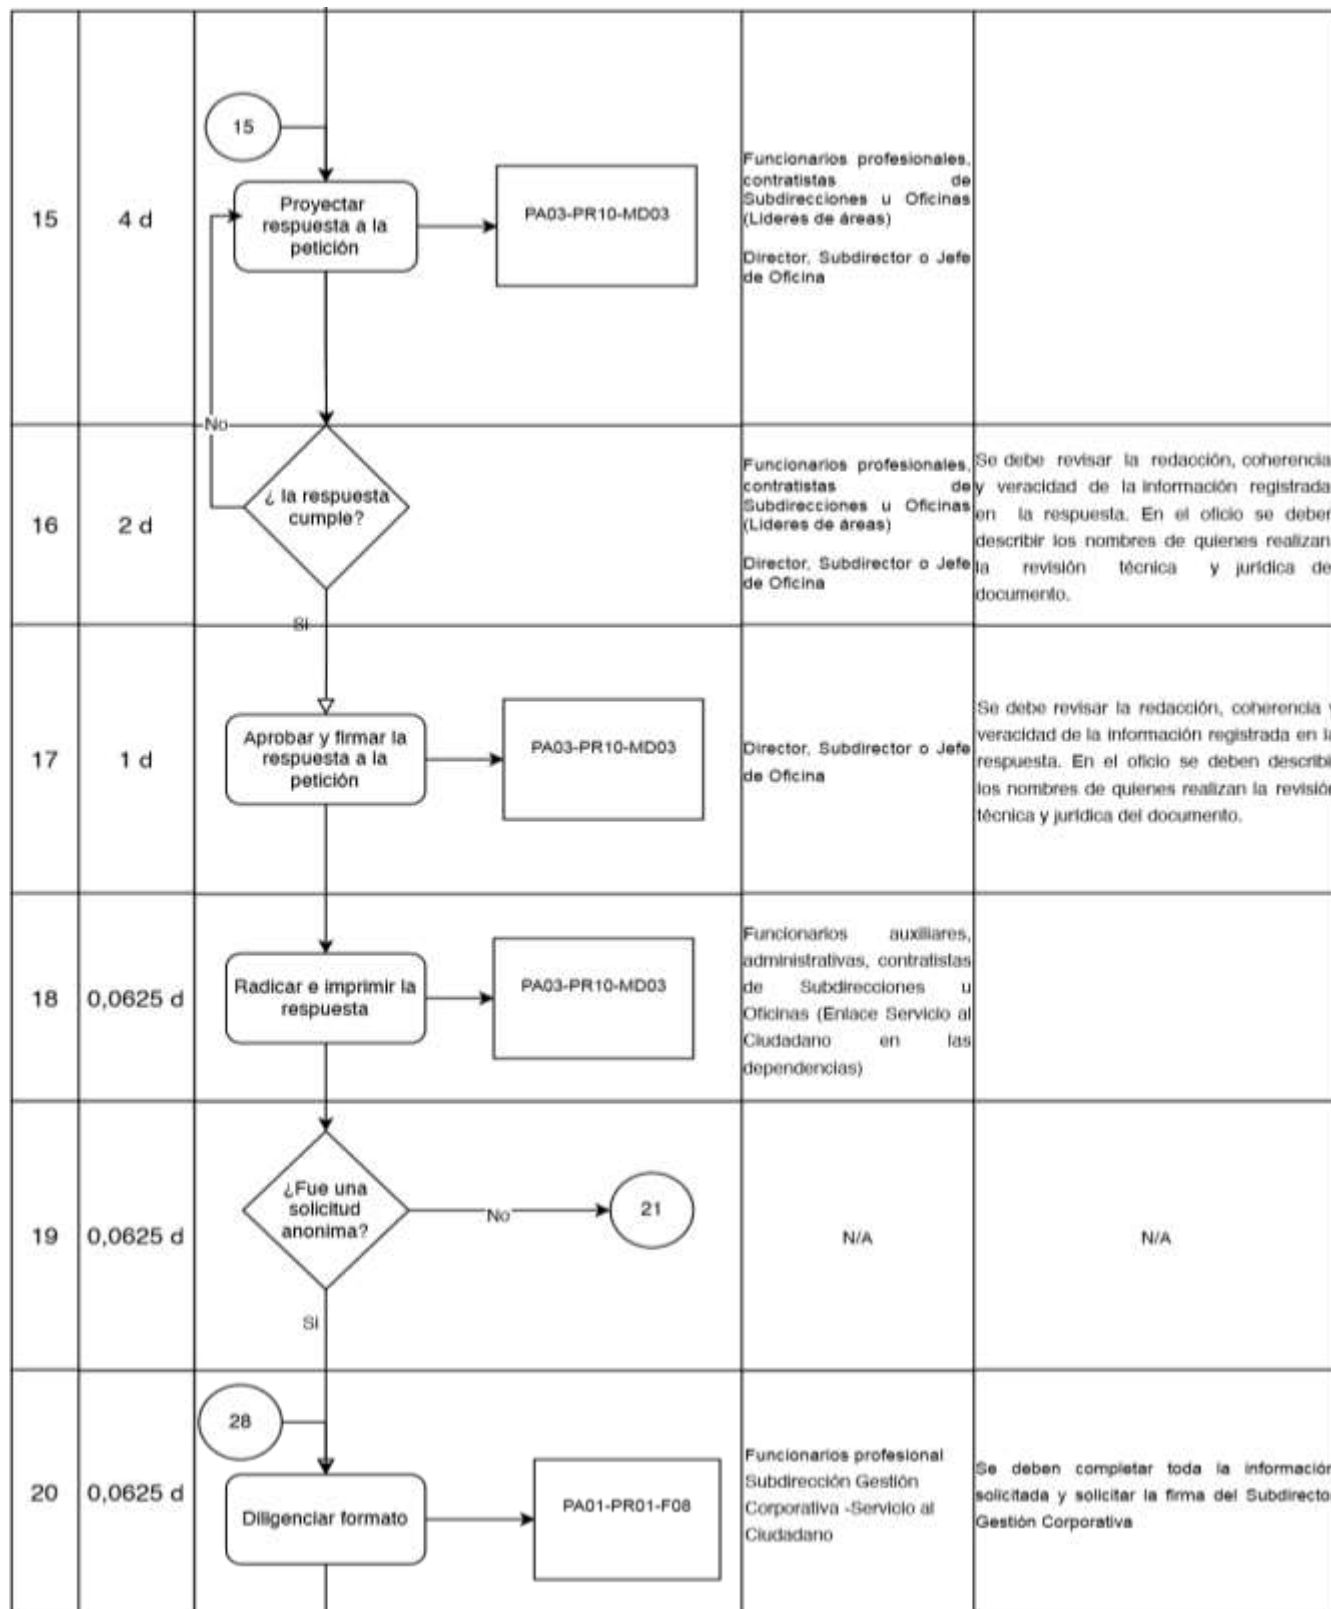 15
4 d
15
Proyectar
respuesta a la
petición
PA03-PR10-MD03
Funcionarios profesionales,
contratistas de
Subdirecciones u Oficinas
(Lideres de áreas)
Director, Subdirector o Jefe
de Oficina
No
16
2 d
¿ la respuesta
cumple?
Funcionarios profesionales,
contratistas de
Subdirecciones u Oficinas
(Lideres de áreas)
Director, Subdirector o Jefe
de Oficina
Se debe revisar la redacción, coherencia
y veracidad de la información registrada
en la respuesta. En el oficio se deben
describir los nombres de quienes realizan
la revisión técnica y jurídica de
documento.
SI
17
1 d
Aprobar y firmar la
respuesta a la
petición
PA03-PR10-MD03
Director, Subdirector o Jefe
de Oficina
Se debe revisar la redacción, coherencia y
veracidad de la información registrada en la
respuesta. En el oficio se deben describir
los nombres de quienes realizan la revisión
técnica y jurídica del documento.
18
0,0625 d
Radicar e imprimir la
respuesta
PA03-PR10-MD03
Funcionarios auxiliares,
administrativas, contratistas
de Subdirecciones u
Oficinas (Enlace Servicio al
Ciudadano en las
dependencias)
19
0,0625 d
¿Fue una
solicitud
anonima?
No
21
N/A
N/A
SI
28
20
0,0625 d
Diligenciar formato
PA01-PR01-F08
Funcionarios profesional
Subdirección Gestión
Corporativa -Servicio al
Ciudadano
Se deben completar toda la información
solicitada y solicitar la firma del Subdirector
Gestión Corporativa